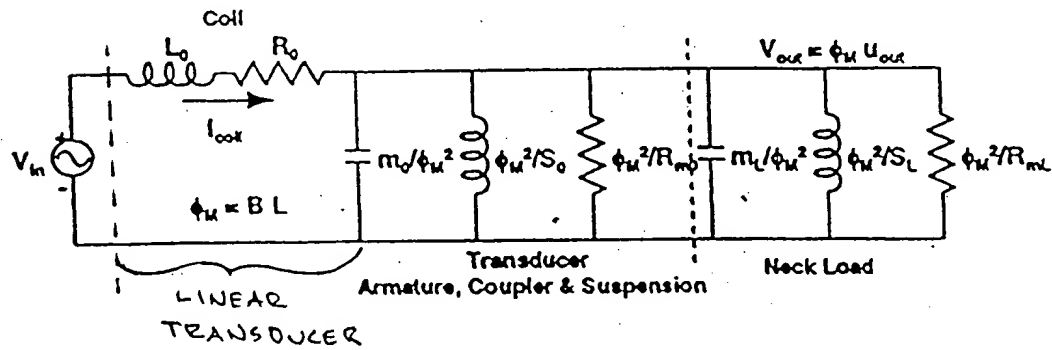 Coil
L₀ R₀
V_out = ϕ_M u_out
I_coil
+
V_in
-
m₀/ϕ_M² ϕ_M²/S₀ ϕ_M²/R_m0 m_L/ϕ_M² ϕ_M²/S_L ϕ_M²/R_mL
ϕ_M = B L
Transducer
Armature, Coupler & Suspension
Neck Load
LINEAR
TRANSDUCER